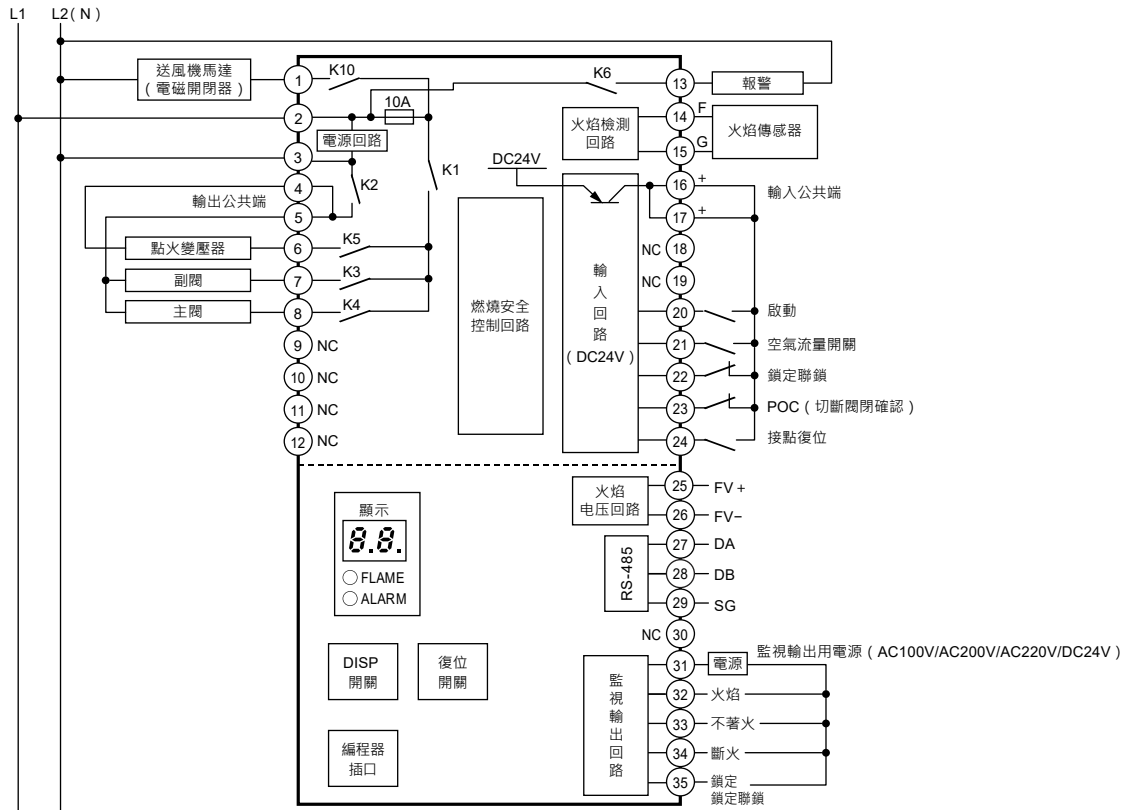 L1
L2(N)
送風機馬達
(電磁開閉器)
1
K10
K6
13
報警
2
10A
火焰檢測
回路
14
F
火焰傳感器
電源回路
3
15
G
K1
DC24V
4
K2
16
+
輸入公共端
輸出公共端
5
17
+
點火變壓器
6
K5
NC
18
副閥
7
K3
NC
19
主閥
8
K4
燃燒安全
控制回路
輸
入
回
路
(DC24V)
20
啟動
9
NC
21
空氣流量開關
10
NC
22
鎖定聯鎖
11
NC
23
POC(切斷閥閉確認)
12
NC
24
接點復位
顯示
8.8.
FLAME
ALARM
火焰
电压回路
25
FV+
26
FV−
RS-485
27
DA
28
DB
29
SG
NC
30
DISP
開關
復位
開關
編程器
插口
監
視
輸
出
回
路
31
電源
監視輸出用電源(AC100V/AC200V/AC220V/DC24V)
32
火焰
33
不著火
34
斷火
35
鎖定
鎖定聯鎖